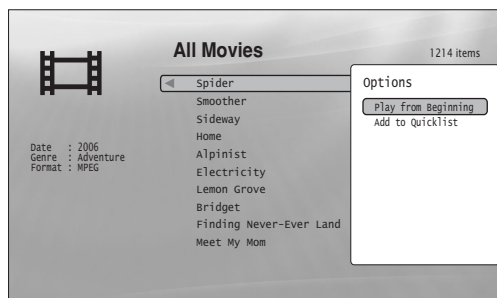 All Movies
1214 items
Spider
Smoother
Sideway
Home
Alpinist
Electricity
Lemon Grove
Bridget
Finding Never-Ever Land
Meet My Mom
Date : 2006
Genre : Adventure
Format : MPEG
Options
Play from Beginning
Add to Quicklist